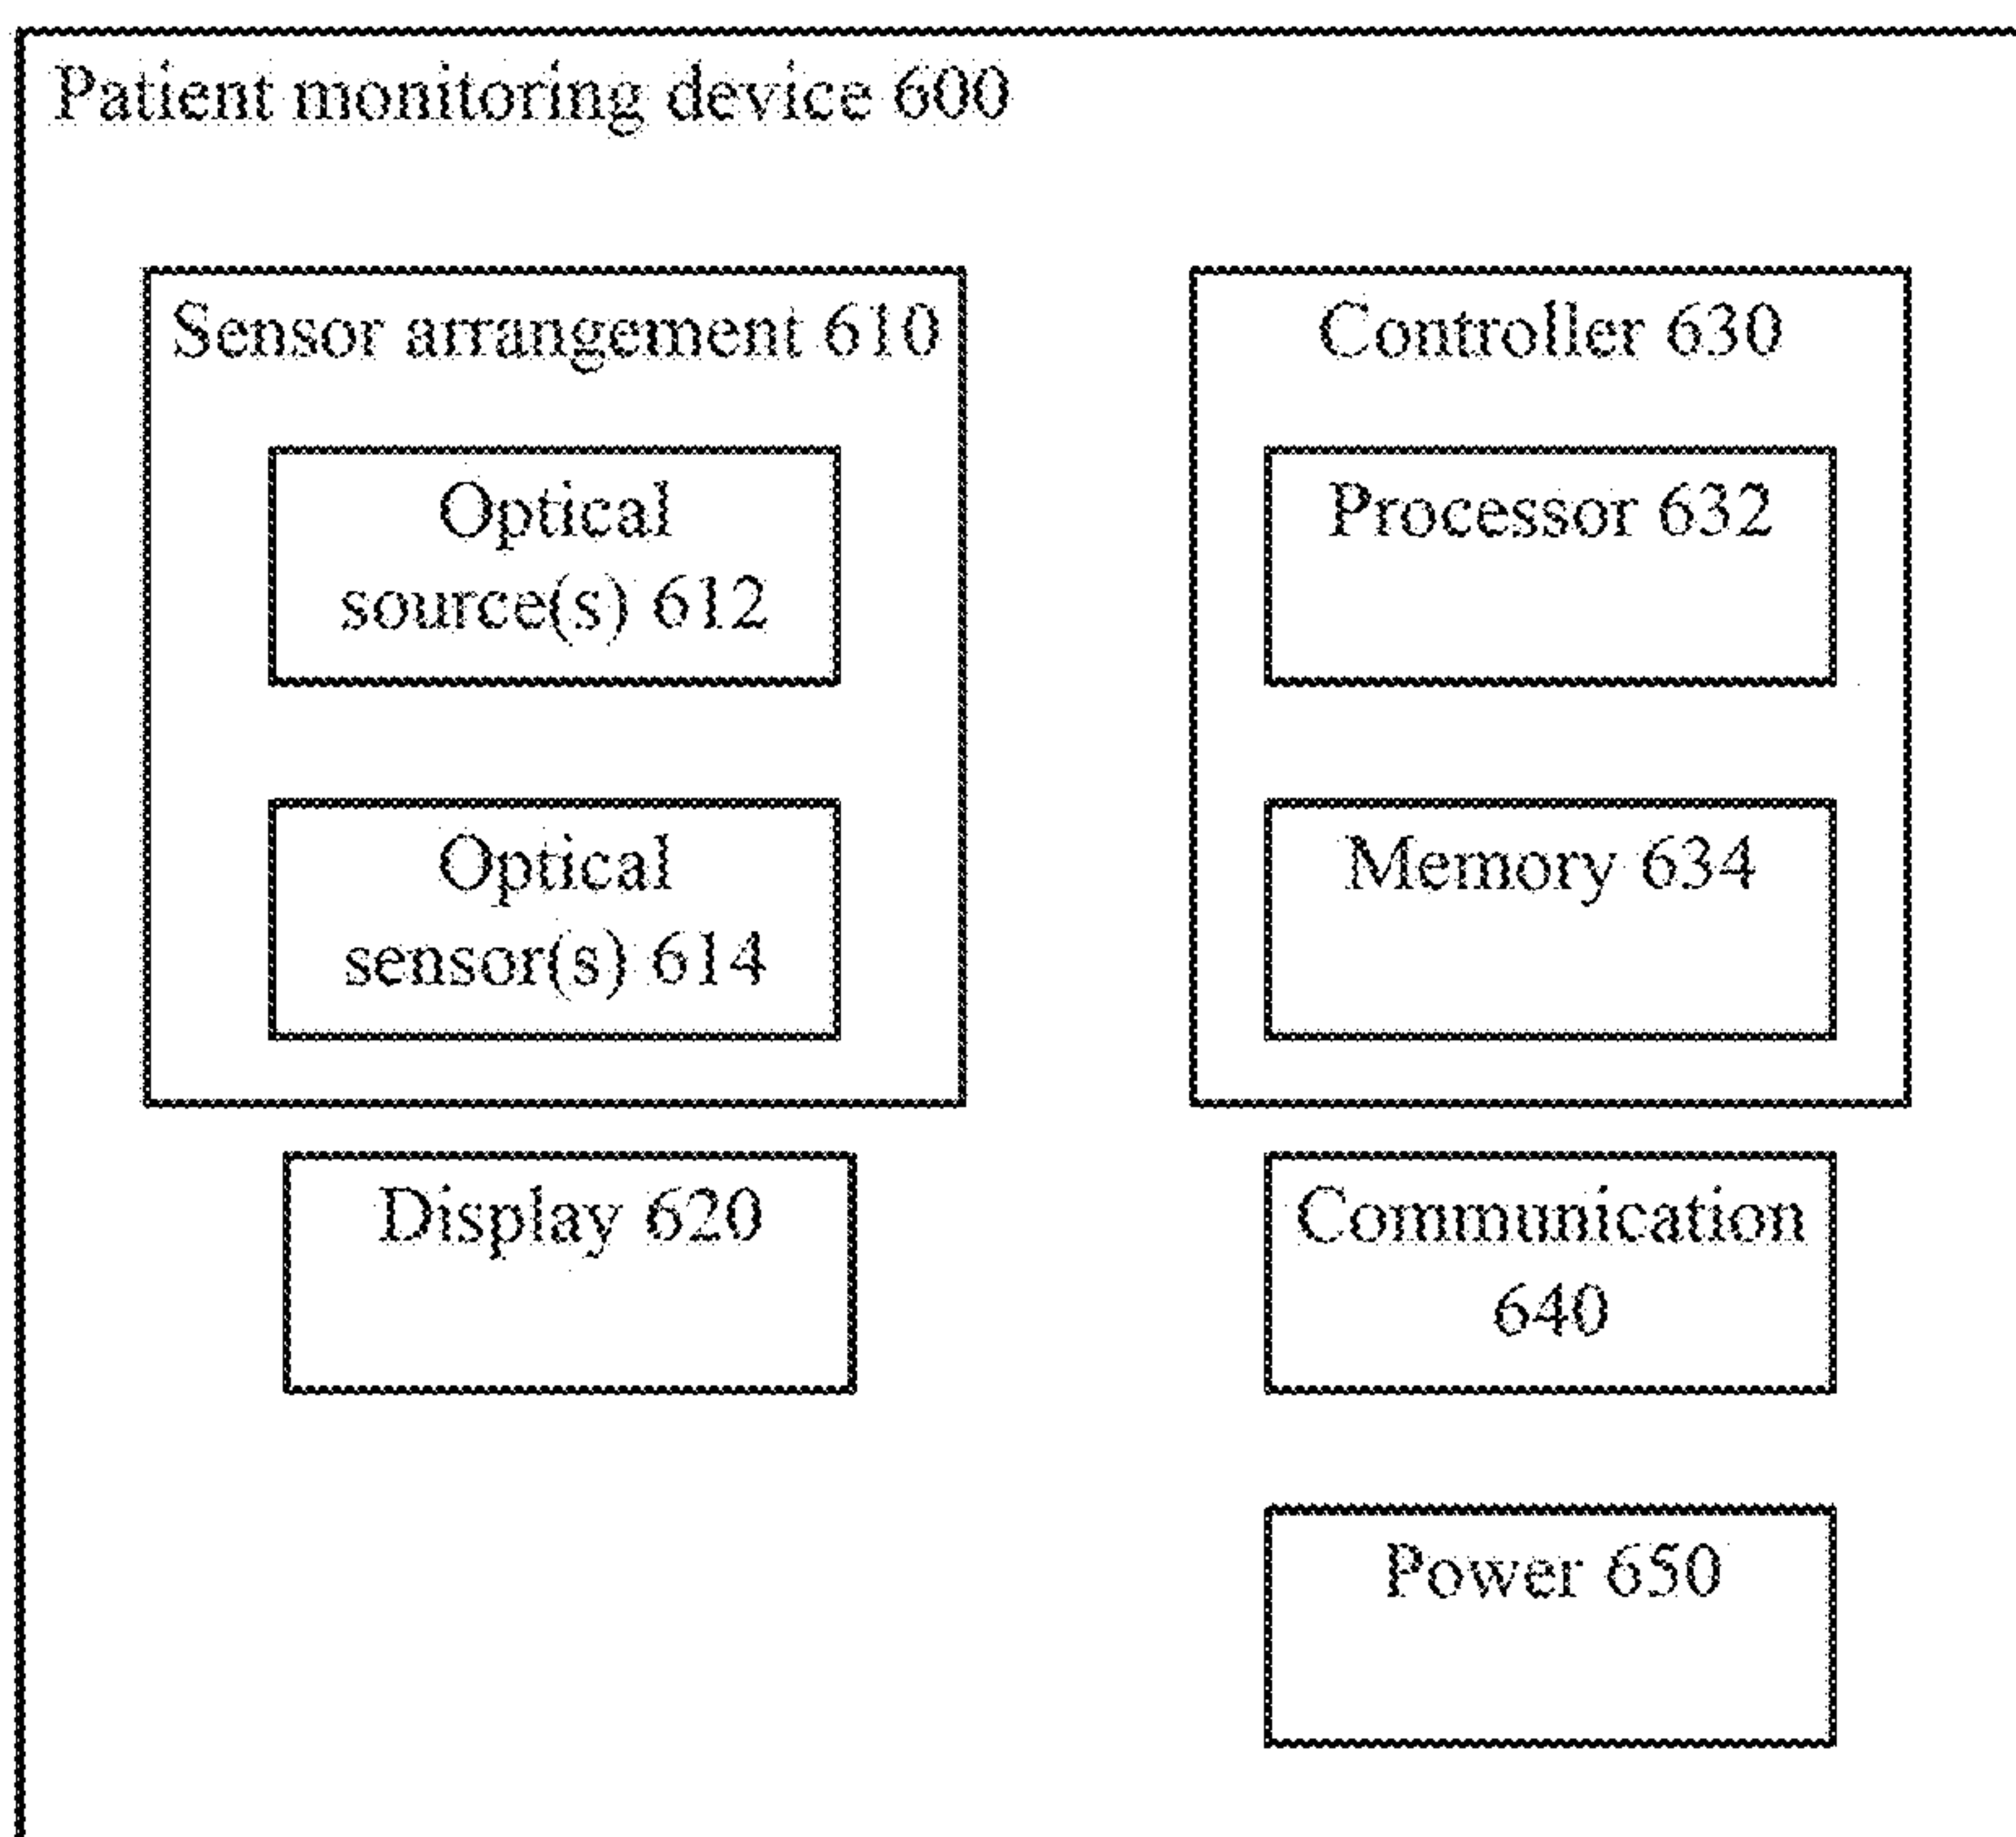 Patient monitoring device 600
Sensor arrangement 610
Optical
source(s) 612
Optical
sensor(s) 614
Display 620
Controller 630
Processor 632
Memory 634
Communication
640
Power 650